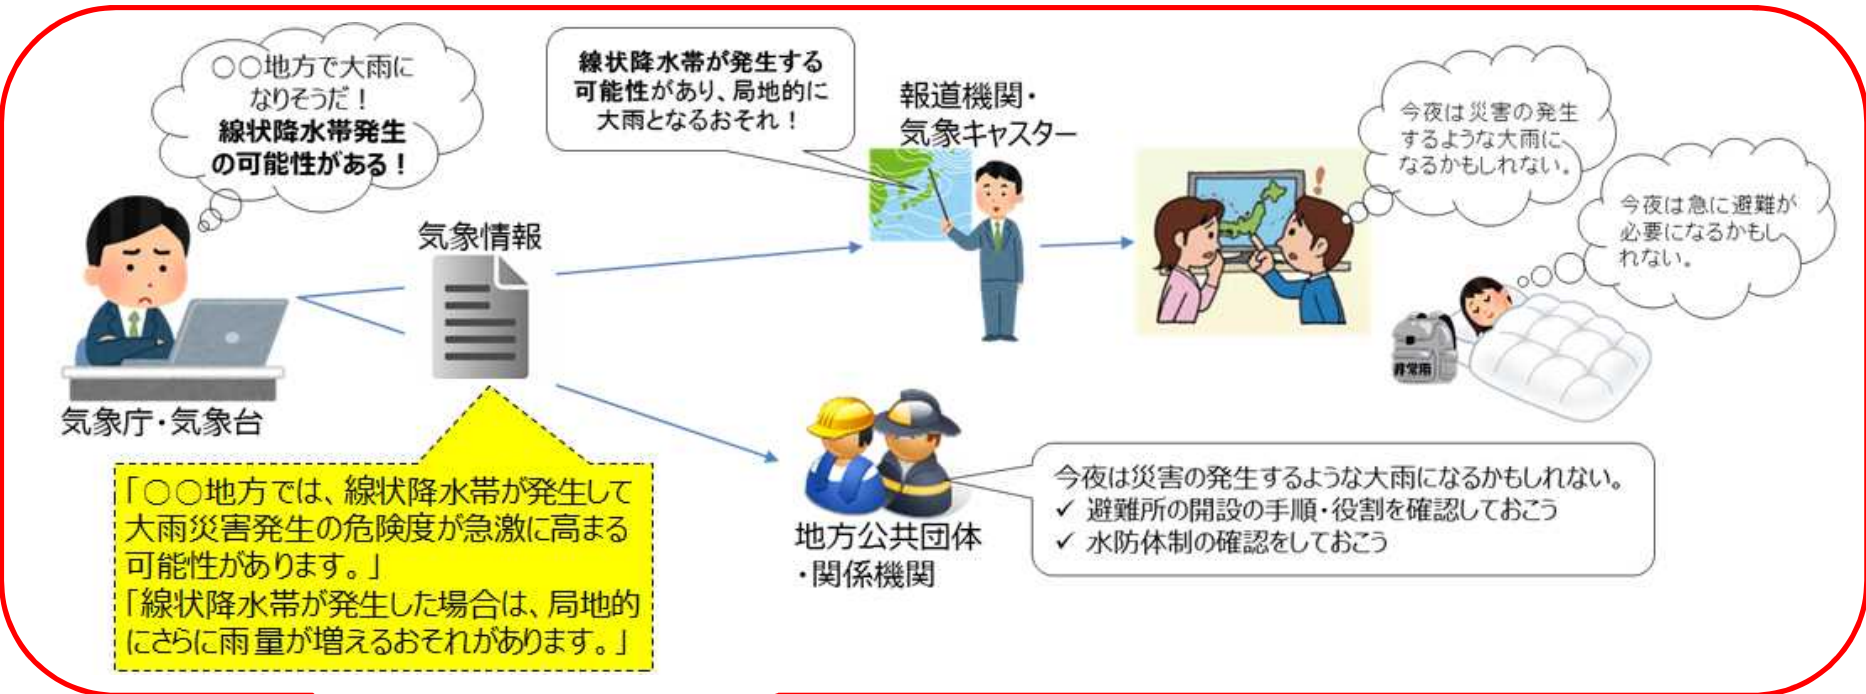 ○○地方で大雨に
なりそうだ！
線状降水帯発生
の可能性がある！
気象庁・気象台
気象情報
「○○地方では、線状降水帯が発生して
大雨災害発生の危険度が急激に高まる
可能性があります。」
「線状降水帯が発生した場合は、局地的
にさらに雨量が増えるおそれがあります。」
線状降水帯が発生する
可能性があり、局地的に
大雨となるおそれ！
報道機関・
気象キャスター
今夜は災害の発生
するような大雨に
なるかもしれない。
今夜は急に避難が
必要になるかもし
れない。
非常用
地方公共団体
・関係機関
今夜は災害の発生するような大雨になるかもしれない。
✓ 避難所の開設の手順・役割を確認しておこう
✓ 水防体制の確認をしておこう